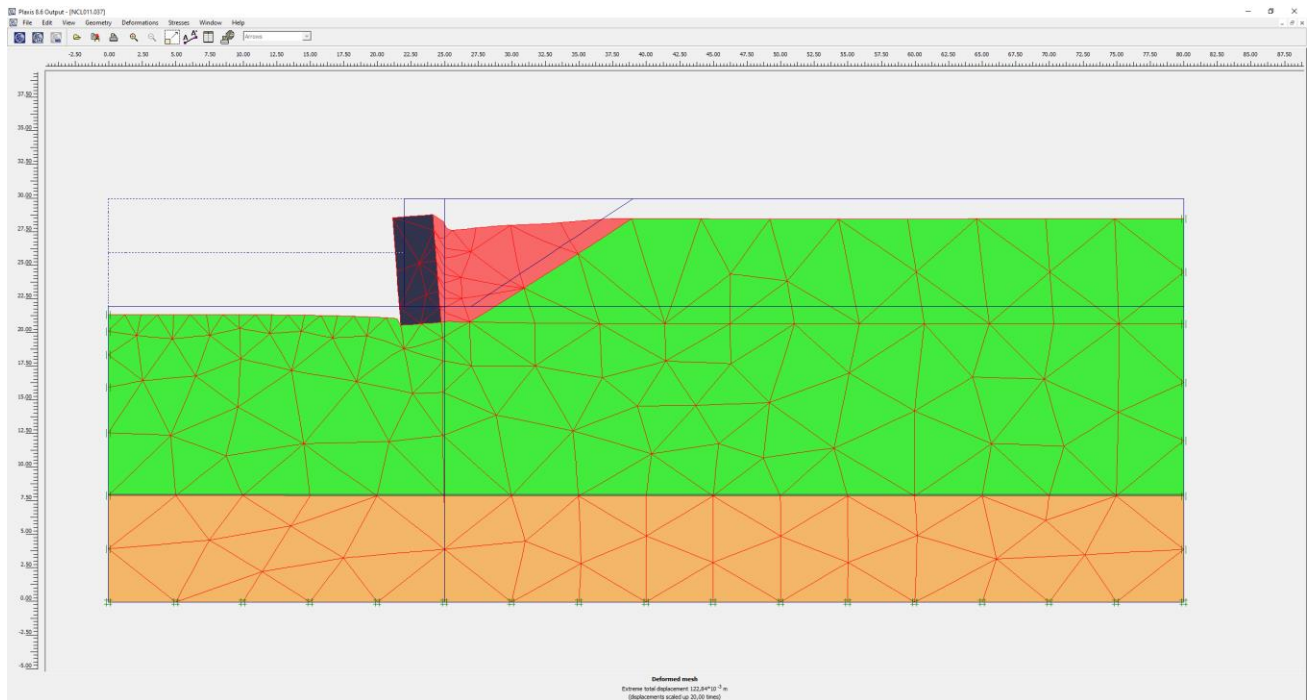 Plaxis 8.6 Output - [NCL011.037]
File Edit View Geometry Deformations Stresses Window Help
Arrows
-2.50 0.00 2.50 5.00 7.50 10.00 12.50 15.00 17.50 20.00 22.50 25.00 27.50 30.00 32.50 35.00 37.50 40.00 42.50 45.00 47.50 50.00 52.50 55.00 57.50 60.00 62.50 65.00 67.50 70.00 72.50 75.00 77.50 80.00 82.50 85.00 87.50
37.50
35.00
32.50
30.00
27.50
25.00
22.50
20.00
17.50
15.00
12.50
10.00
7.50
5.00
2.50
0.00
-2.50
-5.00
Deformed mesh
Extreme total displacement 122,84*10⁻³ m
(displacements scaled up 20,00 times)